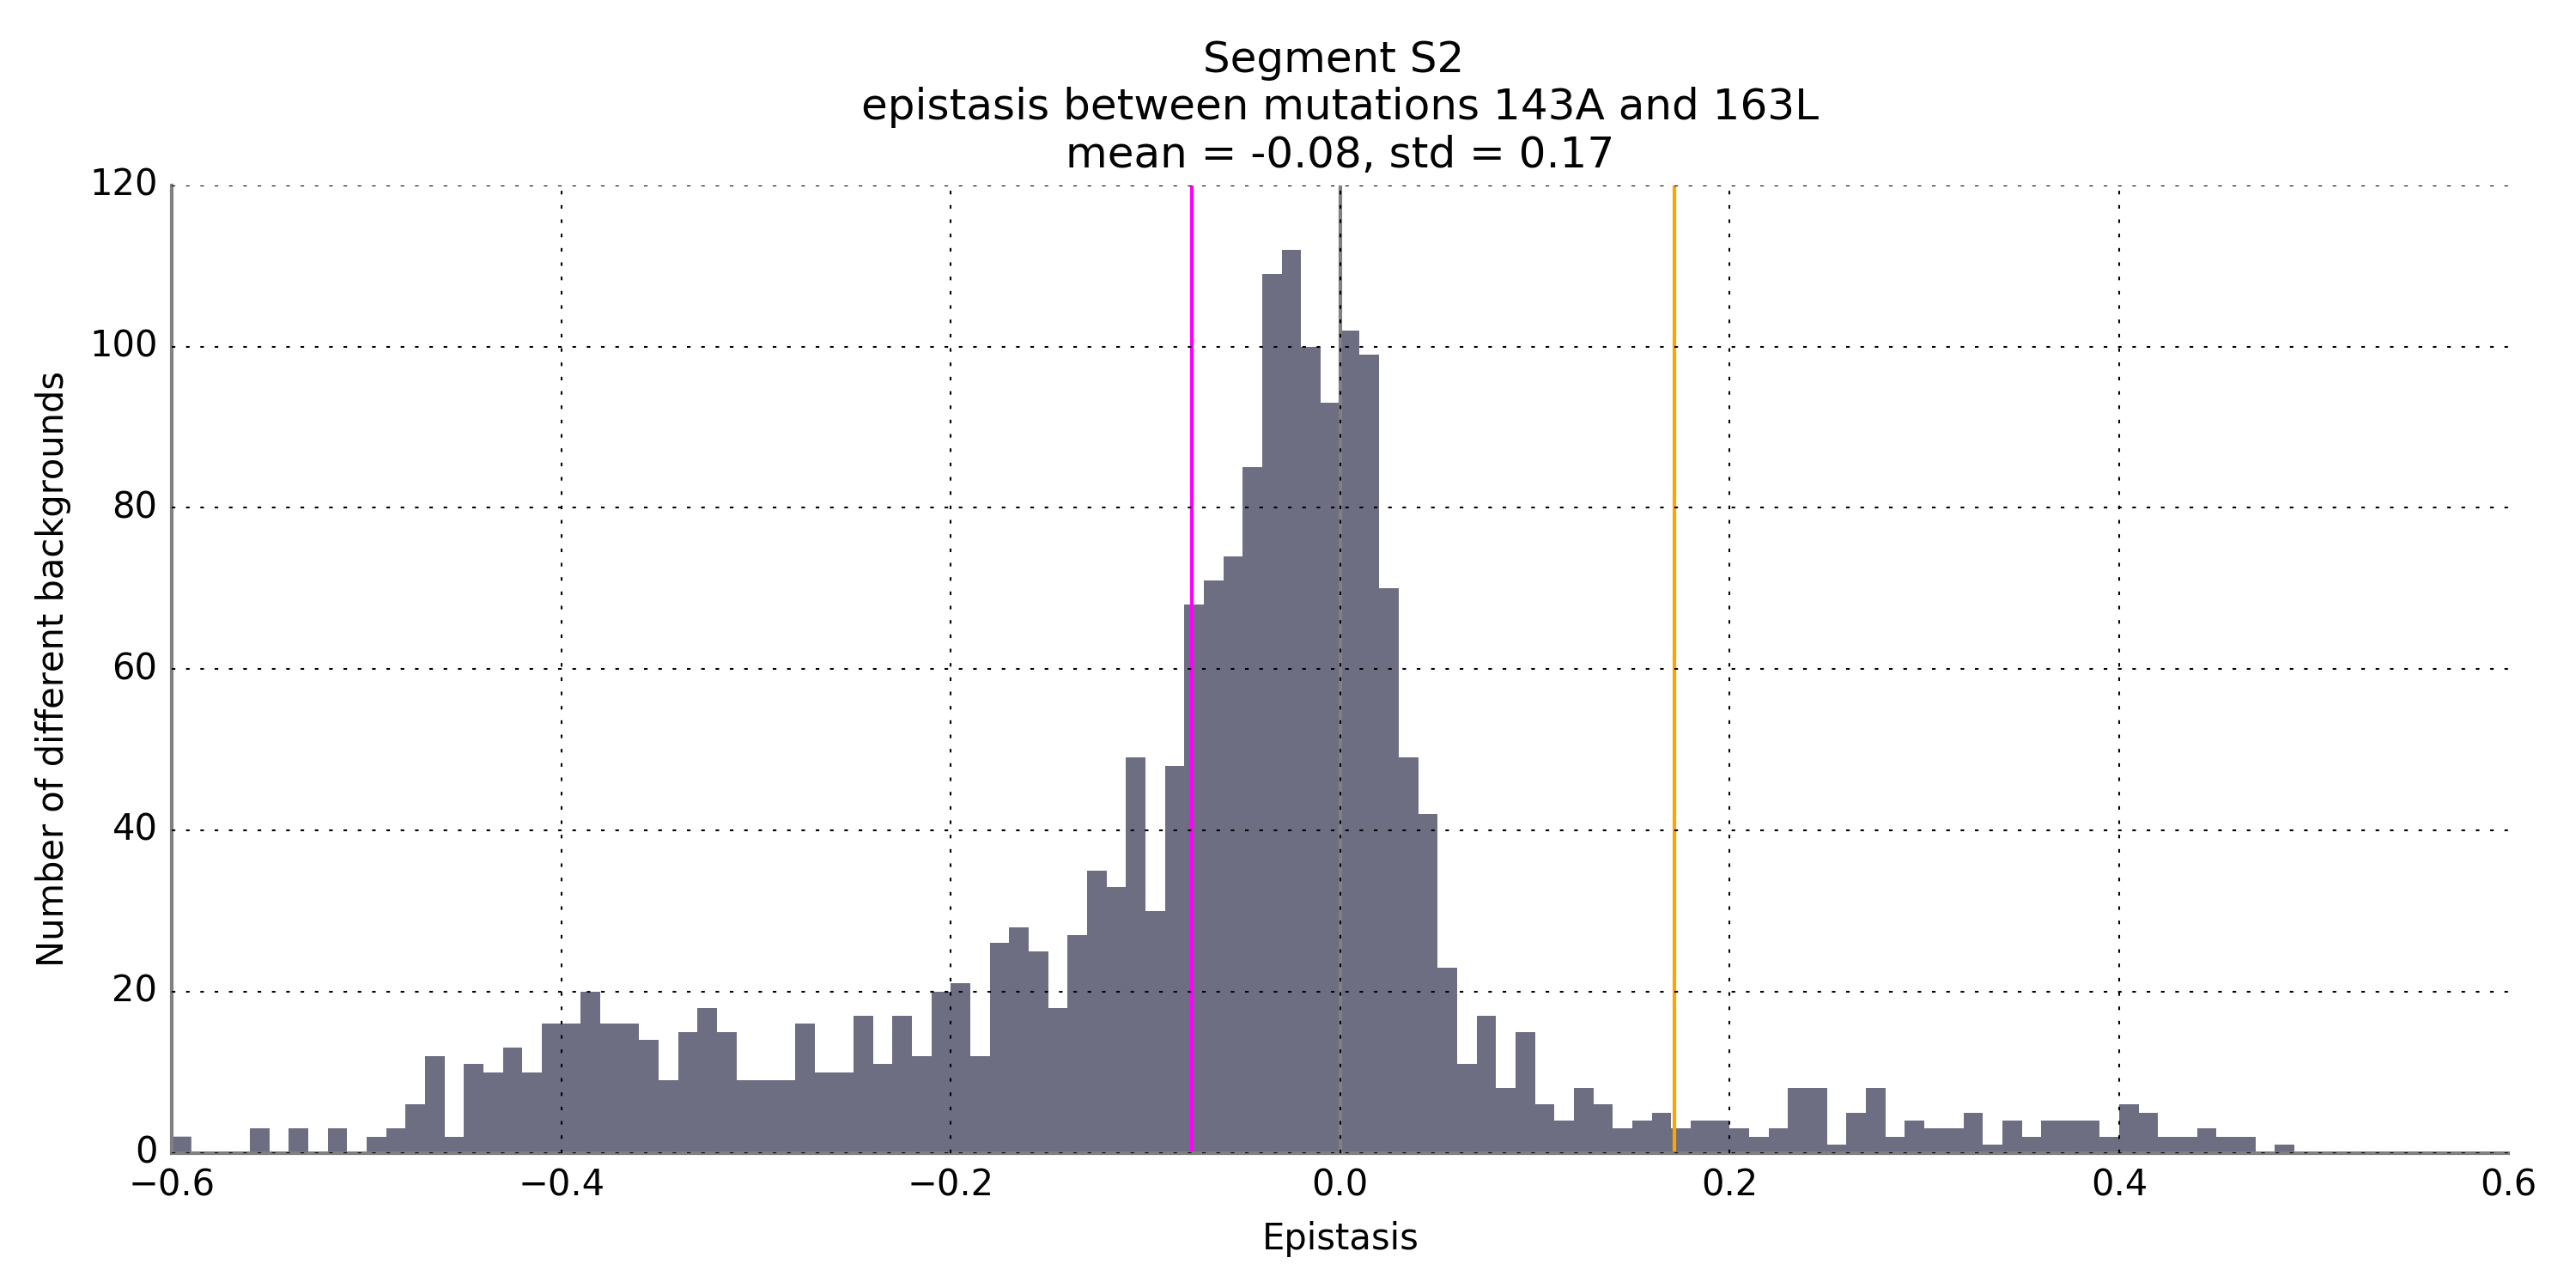 Segment S2
epistasis between mutations 143A and 163L
mean = -0.08, std = 0.17
120
100
80
60
40
20
0
Number of different backgrounds
−0.6 −0.4 −0.2 0.0 0.2 0.4 0.6
Epistasis